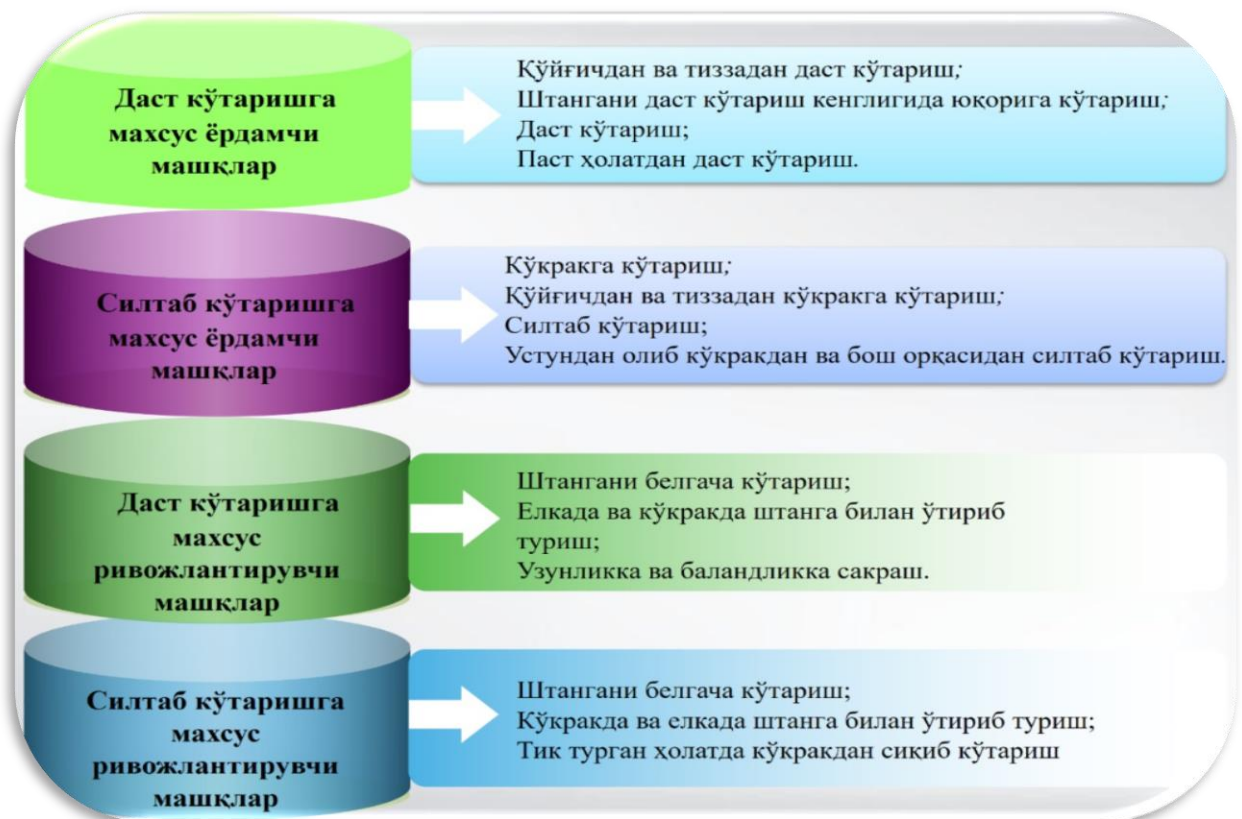 Даст кўтаришга
махсус ёрдамчи
машқлар
Қўйғичдан ва тиззадан даст кўтариш;
Штангани даст кўтариш кенглигида юқорига кўтариш;
Даст кўтариш;
Паст ҳолатдан даст кўтариш.
Силтаб кўтаришга
махсус ёрдамчи
машқлар
Кўкракга кўтариш;
Қўйғичдан ва тиззадан кўкракга кўтариш;
Силтаб кўтариш;
Устундан олиб кўкракдан ва бош орқасидан силтаб кўтариш.
Даст кўтаришга
махсус
ривожлантирувчи
машқлар
Штангани белгача кўтариш;
Елкада ва кўкракда штанга билан ўтириб
туриш;
Узунликка ва баландликка сакраш.
Силтаб кўтаришга
махсус
ривожлантирувчи
машқлар
Штангани белгача кўтариш;
Кўкракда ва елкада штанга билан ўтириб туриш;
Тик турган ҳолатда кўкракдан сиқиб кўтариш